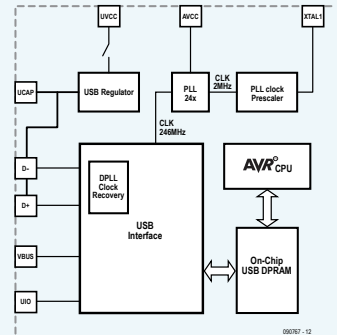 UVCC
AVCC
XTAL1
UCAP
USB Regulator
PLL
24x
CLK
2MHz
PLL clock
Prescaler
CLK
246MHz
D-
D+
DPLL
Clock
Recovery
USB
Interface
AVR CPU
VBUS
On-Chip
USB DPRAM
UIO
090767 - 12